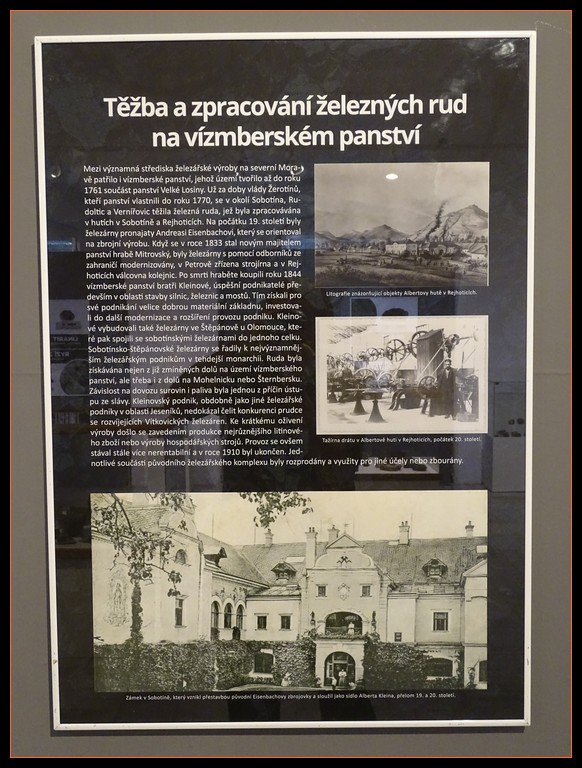 Těžba a zpracování železných rud
na vízmberském panství
Mezi významná střediska železářské výroby na severní Mora-
vě patřilo i vízmberské panství, jehož území tvořilo až do roku
1761 součást panství Velké Losiny. Už za doby vlády Žerotínů,
kteří panství vlastnili do roku 1770, se v okolí Sobotína, Ru-
doltic a Vernířovic těžila železná ruda, jež byla zpracovávána
v hutích v Sobotíně a Rejhoticích. Na počátku 19. století byly
železárny pronajaty Andreasi Eisenbachovi, který se orientoval
na zbrojní výrobu. Když se v roce 1833 stal novým majitelem
panství hrabě Mitrovský, byly železárny s pomocí odborníků ze
zahraničí modernizovány, v Petrově zřízena strojírna a v Rej-
hoticích válcovna kolejnic. Po smrti hraběte koupili roku 1844
vízmberské panství bratři Kleinové, úspěšní podnikatelé pře-
devším v oblasti stavby silnic, železnic a mostů. Tím získali pro
své podnikání velice dobrou materiální základnu, investova-
li do další modernizace a rozšíření provozu podniku. Kleino-
vé vybudovali také železárny ve Štěpánově u Olomouce, kte-
ré pak spojili se sobotínskými železárnami do jednoho celku.
Sobotínsko-štěpánovské železárny se řadily k nejvýznamněj-
ším železářským podnikům v tehdejší monarchii. Ruda byla
získávána nejen z již zmíněných dolů na území vízmberského
panství, ale třeba i z dolů na Mohelnicku nebo Šternbersku.
Závislost na dovozu surovin i paliva byla jednou z příčin ústu-
pu ze slávy. Kleinovský podnik, obdobně jako jiné železářské
podniky v oblasti Jeseníků, nedokázal čelit konkurenci prudce
se rozvíjejících Vítkovických železáren. Ke krátkému oživení
výroby došlo se zavedením produkce nejrůznějšího litinové-
ho zboží nebo výroby hospodářských strojů. Provoz se ovšem
stával stále více nerentabilní a v roce 1910 byl ukončen. Jed-
notlivé součásti původního železářského komplexu byly rozprodány a využity pro jiné účely nebo zbourány.
Litografie znázorňující objekty Albertovy hutě v Rejhoticích.
Tažírna drátu v Albertově huti v Rejhoticích, počátek 20. století.
Zámek v Sobotíně, který vznikl přestavbou původní Eisenbachovy zbrojovky a sloužil jako sídlo Alberta Kleina, přelom 19. a 20. století.